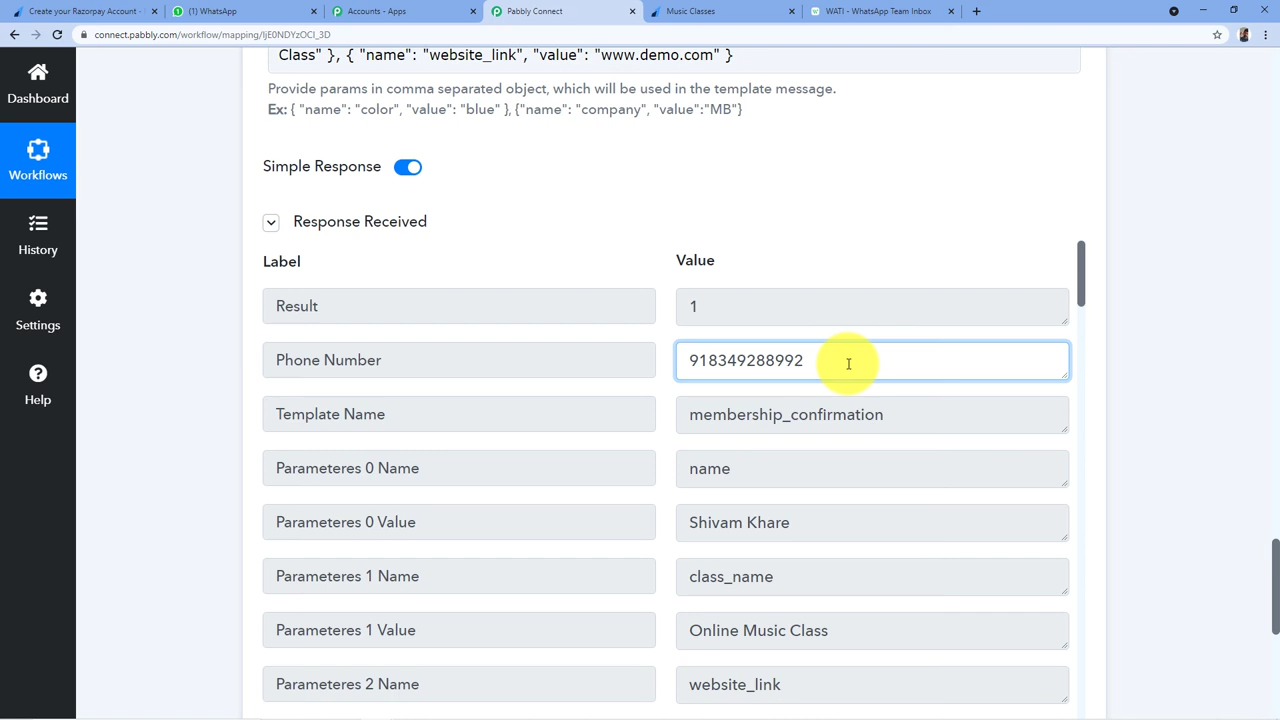 Create your Razorpay Account -
(1) WhatsApp
Accounts - Apps
Pabbly Connect
Music Classes
WATI - WhatsApp Team Inbox
connect.pabbly.com/workflow/mapping/IjE0NDYzOCI_3D
Dashboard
Workflows
History
Settings
Help
Class" }, { "name": "website_link", "value": "www.demo.com" }
Provide params in comma separated object, which will be used in the template message.
Ex: { "name": "color", "value": "blue" }, {"name": "company", "value":"MB"}
Simple Response
Response Received
Label Value
Result 1
Phone Number 918349288992
Template Name membership_confirmation
Parameteres 0 Name name
Parameteres 0 Value Shivam Khare
Parameteres 1 Name class_name
Parameteres 1 Value Online Music Class
Parameteres 2 Name website_link